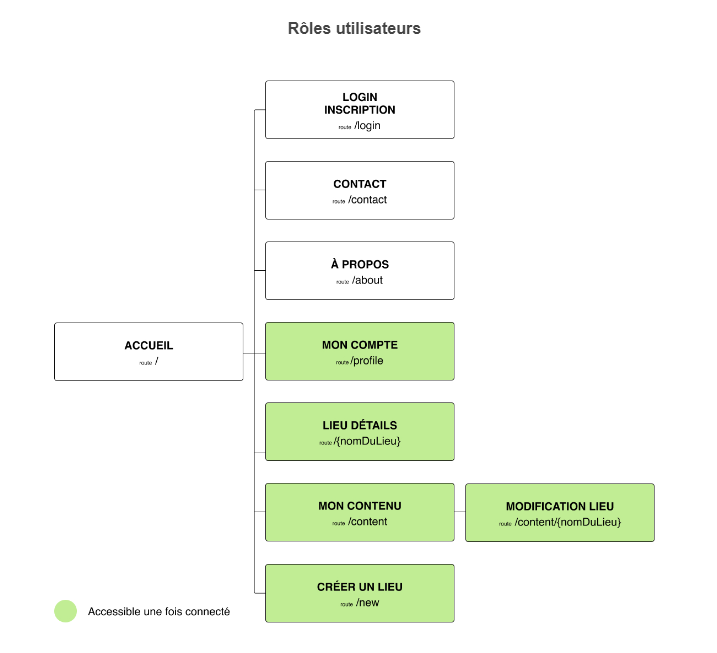 Rôles utilisateurs
LOGIN
INSCRIPTION
route /login
CONTACT
route /contact
À PROPOS
route /about
ACCUEIL
route /
MON COMPTE
route /profile
LIEU DÉTAILS
route /{nomDuLieu}
MON CONTENU
route /content
MODIFICATION LIEU
route /content/{nomDuLieu}
CRÉER UN LIEU
route /new
Accessible une fois connecté